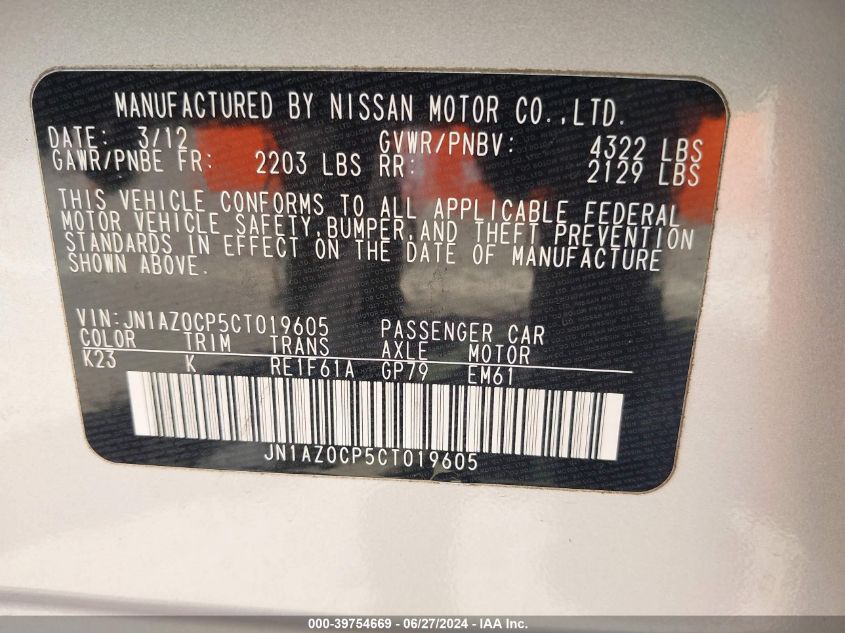 MANUFACTURED BY NISSAN MOTOR CO.,LTD.
DATE: 3/12 GVWR/PNBV: 4322 LBS
GAWR/PNBE FR: 2203 LBS RR: 2129 LBS
THIS VEHICLE CONFORMS TO ALL APPLICABLE FEDERAL
MOTOR VEHICLE SAFETY,BUMPER,AND THEFT PREVENTION
STANDARDS IN EFFECT ON THE DATE OF MANUFACTURE
SHOWN ABOVE.
VIN:JN1AZ0CP5CT019605 PASSENGER CAR
COLOR TRIM TRANS AXLE MOTOR
K23 K RE1F61A GP79 EM61
JN1AZ0CP5CT019605
000-39754669 - 06/27/2024 - IAA Inc.